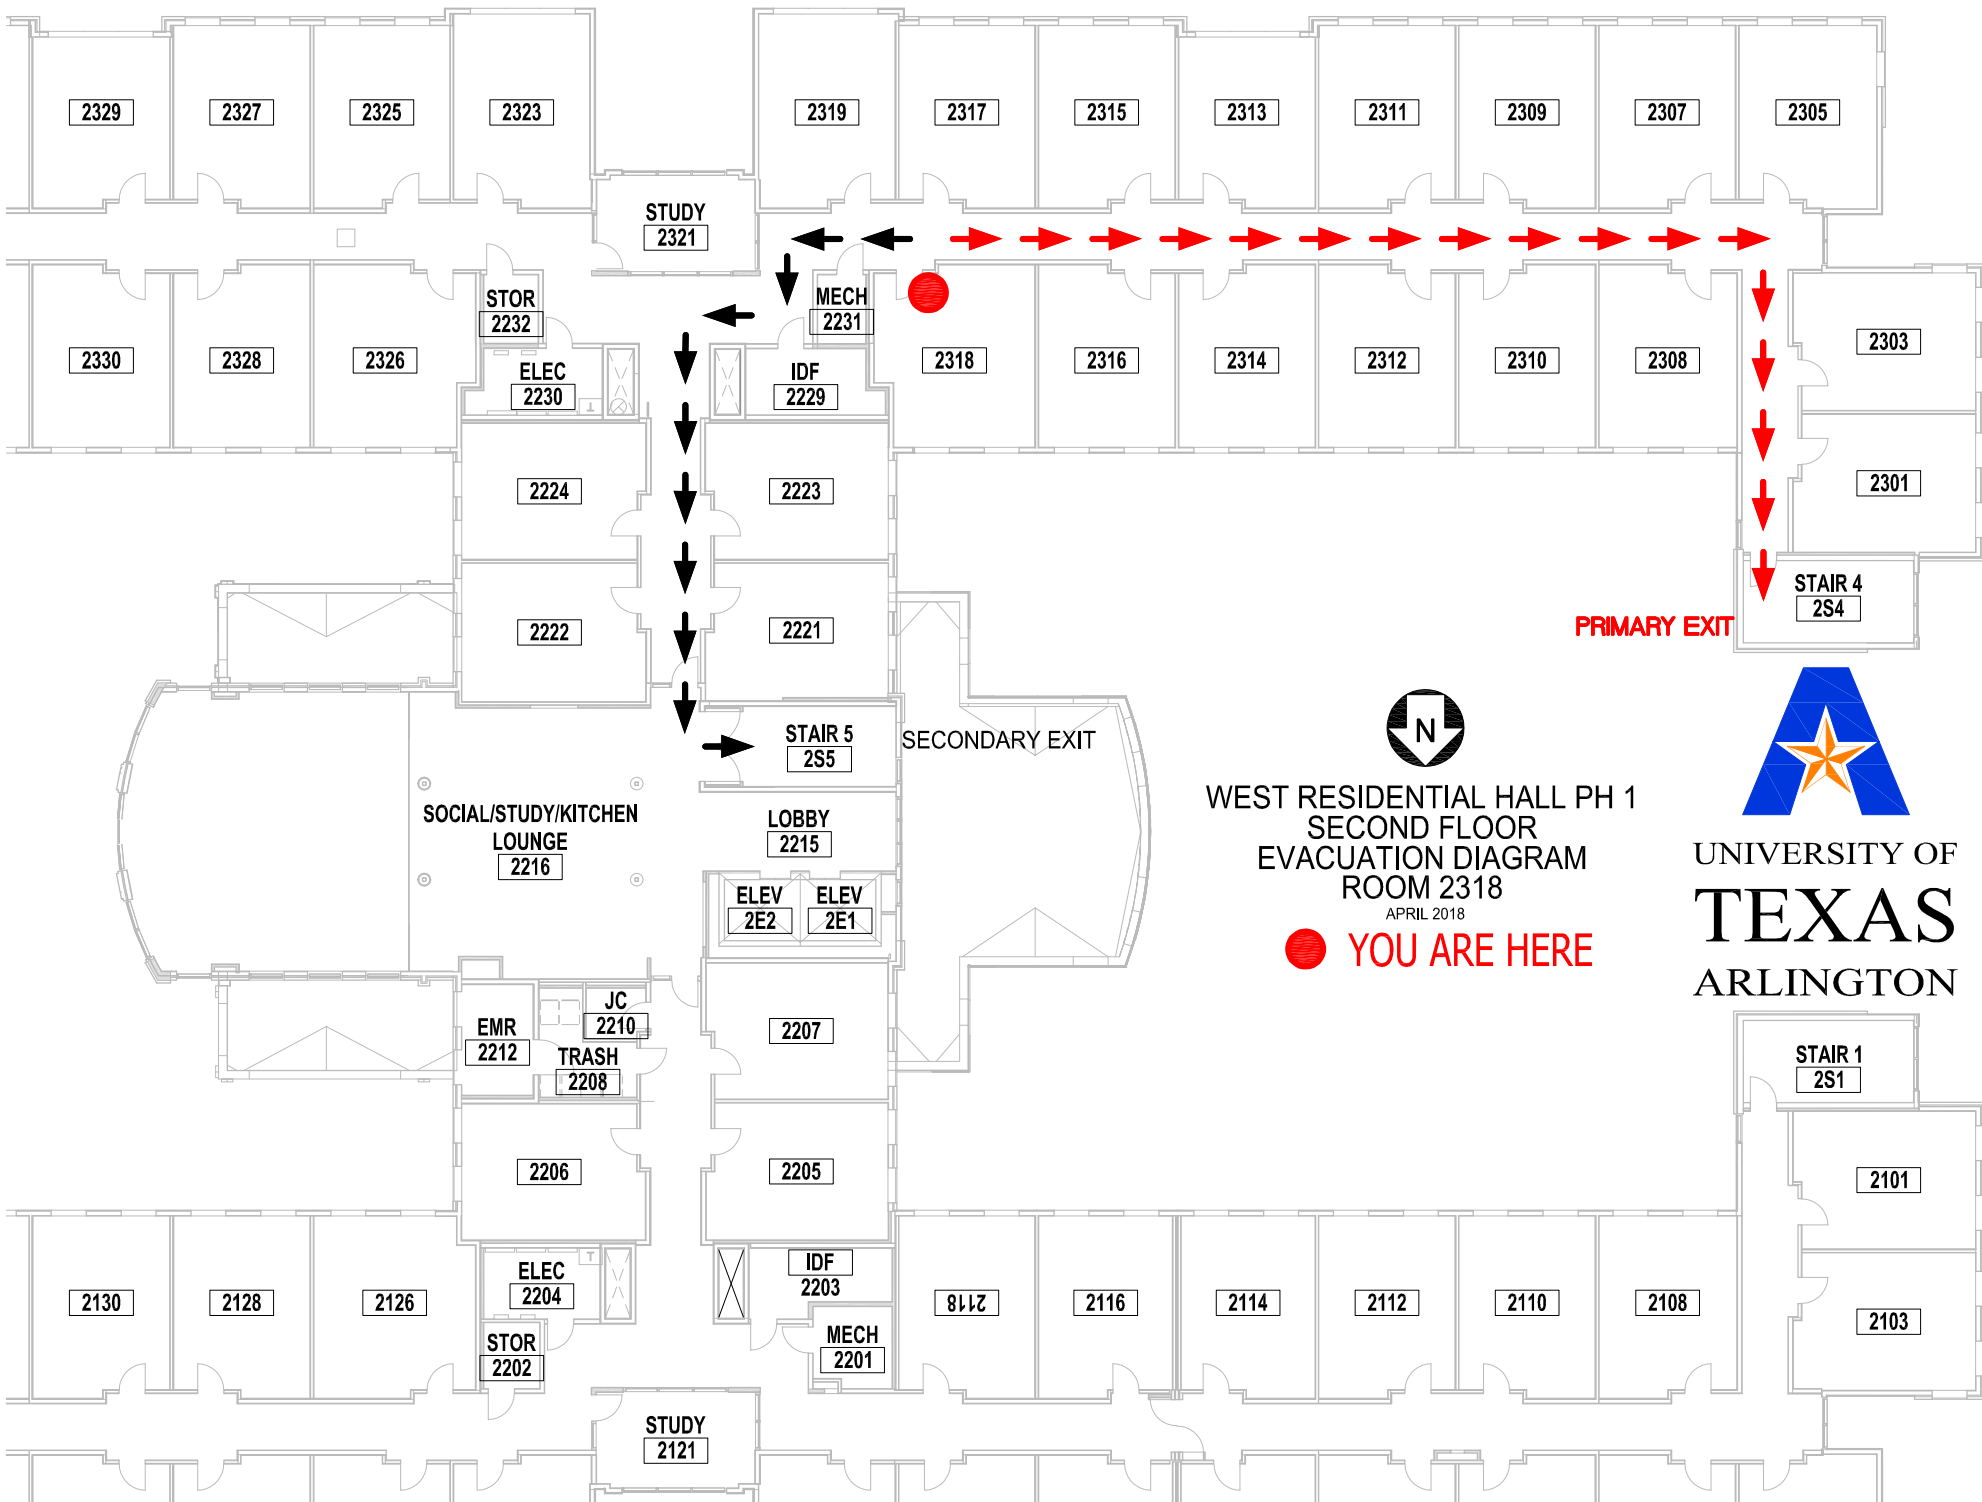 2329
2327
2325
2323
2319
2317
2315
2313
2311
2309
2307
2305
STUDY
2321
STOR
2232
MECH
2231
2330
2328
2326
ELEC
2230
IDF
2229
2318
2316
2314
2312
2310
2308
2303
2224
2223
2301
2222
2221
STAIR 4
2S4
PRIMARY EXIT
STAIR 5
2S5
SECONDARY EXIT
N
SOCIAL/STUDY/KITCHEN
LOUNGE
2216
LOBBY
2215
ELEV
2E2
ELEV
2E1
WEST RESIDENTIAL HALL PH 1
SECOND FLOOR
EVACUATION DIAGRAM
ROOM 2318
APRIL 2018
YOU ARE HERE
UNIVERSITY OF
TEXAS
ARLINGTON
EMR
2212
JC
2210
TRASH
2208
2207
STAIR 1
2S1
2206
2205
2101
ELEC
2204
IDF
2203
2130
2128
2126
2118
2116
2114
2112
2110
2108
2103
STOR
2202
MECH
2201
STUDY
2121